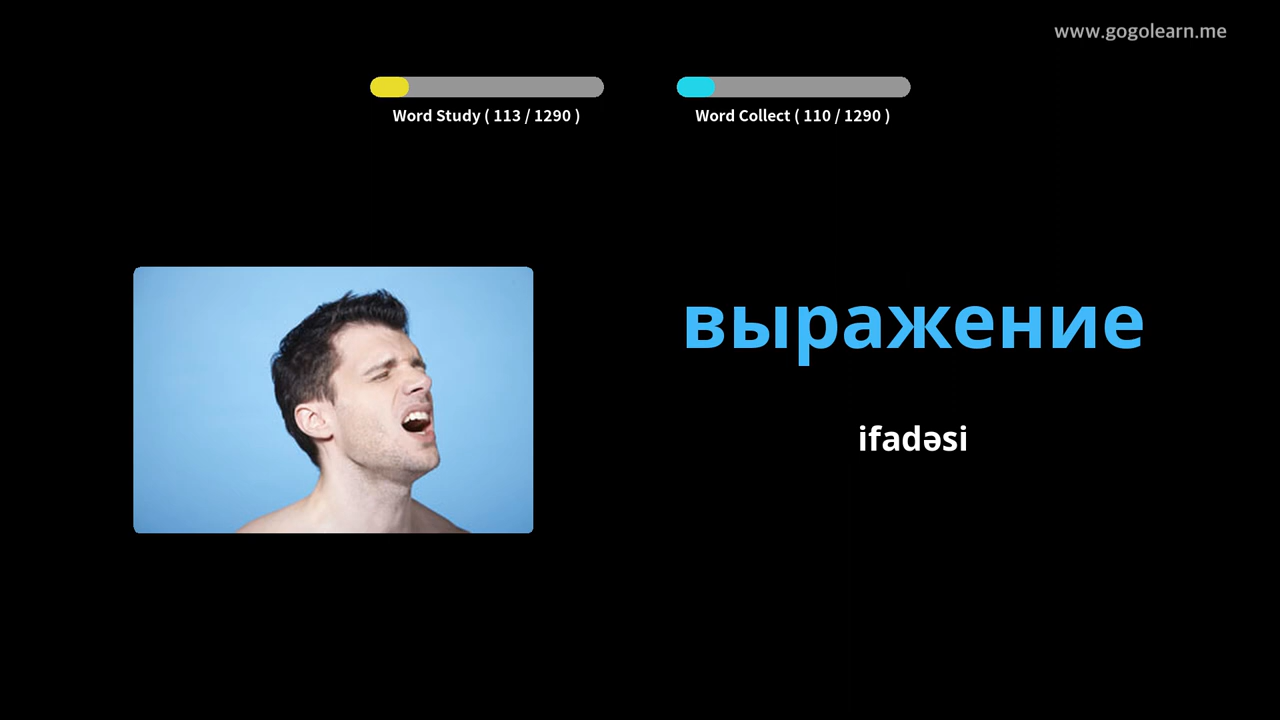 www.gogolearn.me
Word Study ( 113 / 1290 )
Word Collect ( 110 / 1290 )
выражение
ifadəsi